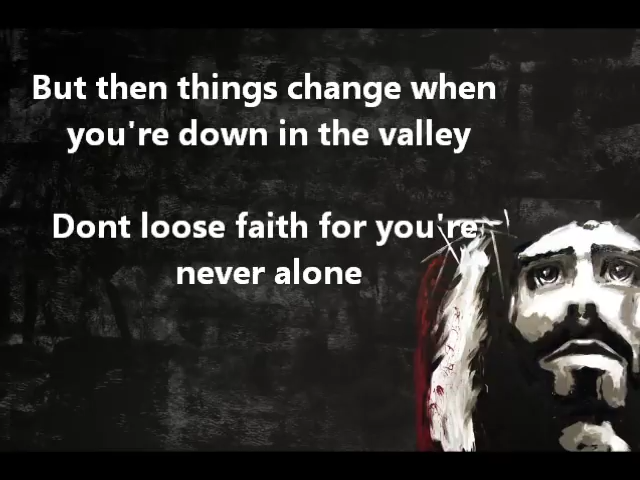 But then things change when
you're down in the valley
Dont loose faith for you're
never alone